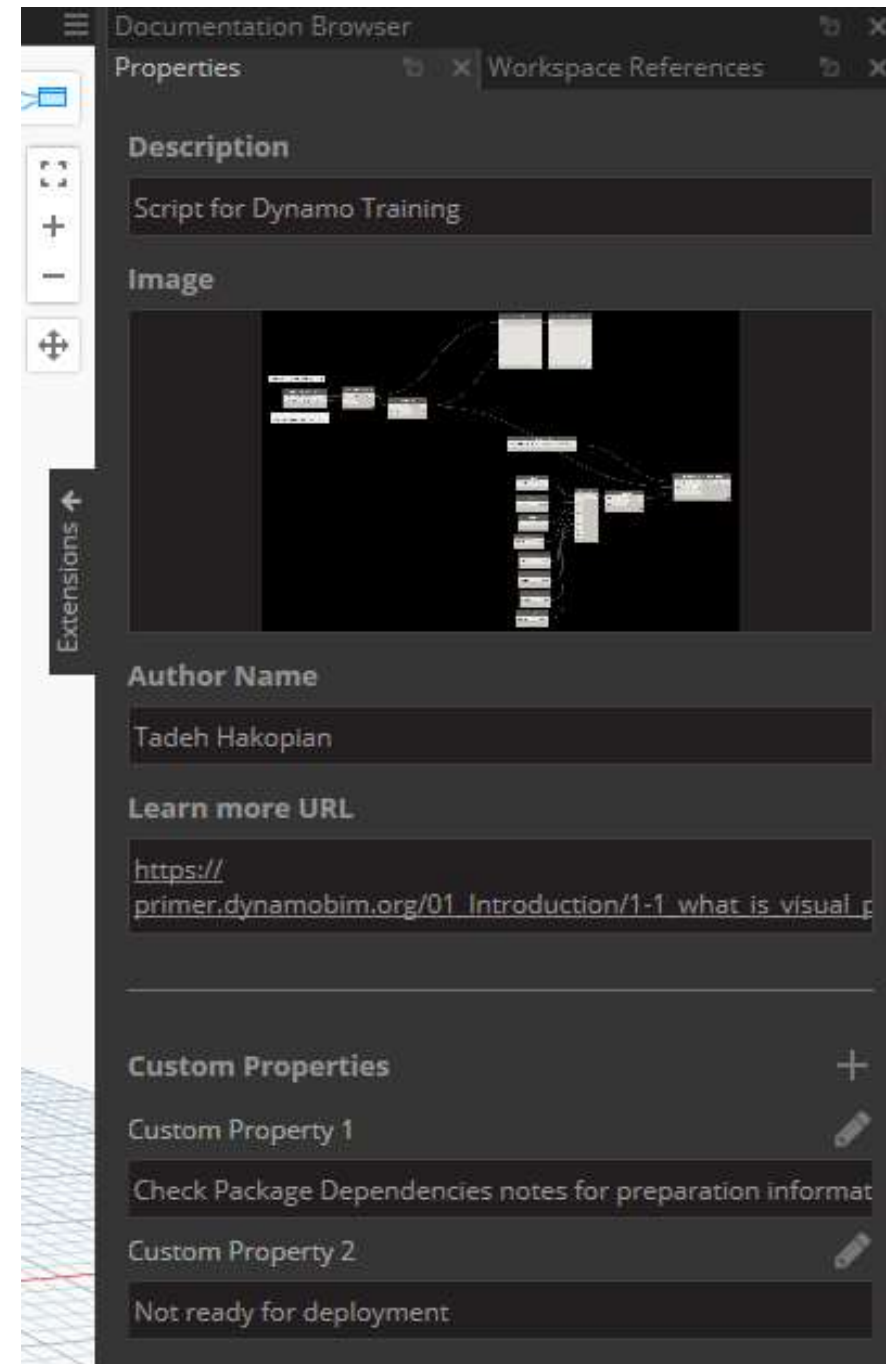 Documentation Browser
Properties
Workspace References
Description
Script for Dynamo Training
Image
Extensions
Author Name
Tadeh Hakopian
Learn more URL
https://
primer.dynamobim.org/01_Introduction/1-1_what_is_visual_p
Custom Properties
Custom Property 1
Check Package Dependencies notes for preparation informat
Custom Property 2
Not ready for deployment